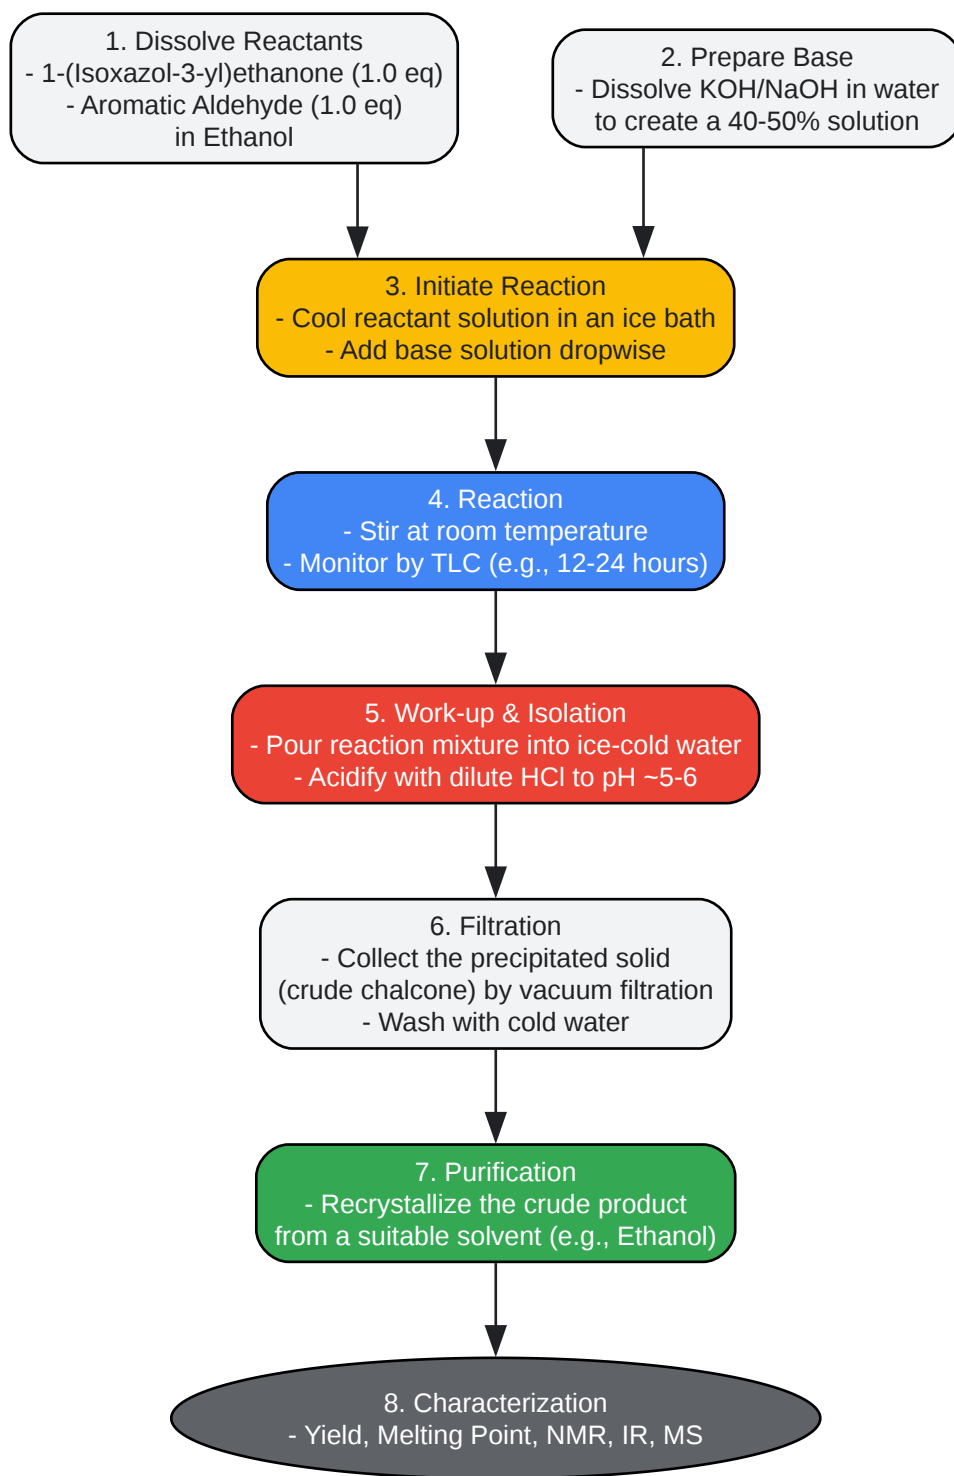 1. Dissolve Reactants
- 1-(Isoxazol-3-yl)ethanone (1.0 eq)
- Aromatic Aldehyde (1.0 eq)
in Ethanol
2. Prepare Base
- Dissolve KOH/NaOH in water
to create a 40-50% solution
3. Initiate Reaction
- Cool reactant solution in an ice bath
- Add base solution dropwise
4. Reaction
- Stir at room temperature
- Monitor by TLC (e.g., 12-24 hours)
5. Work-up & Isolation
- Pour reaction mixture into ice-cold water
- Acidify with dilute HCl to pH ~5-6
6. Filtration
- Collect the precipitated solid
(crude chalcone) by vacuum filtration
- Wash with cold water
7. Purification
- Recrystallize the crude product
from a suitable solvent (e.g., Ethanol)
8. Characterization
- Yield, Melting Point, NMR, IR, MS